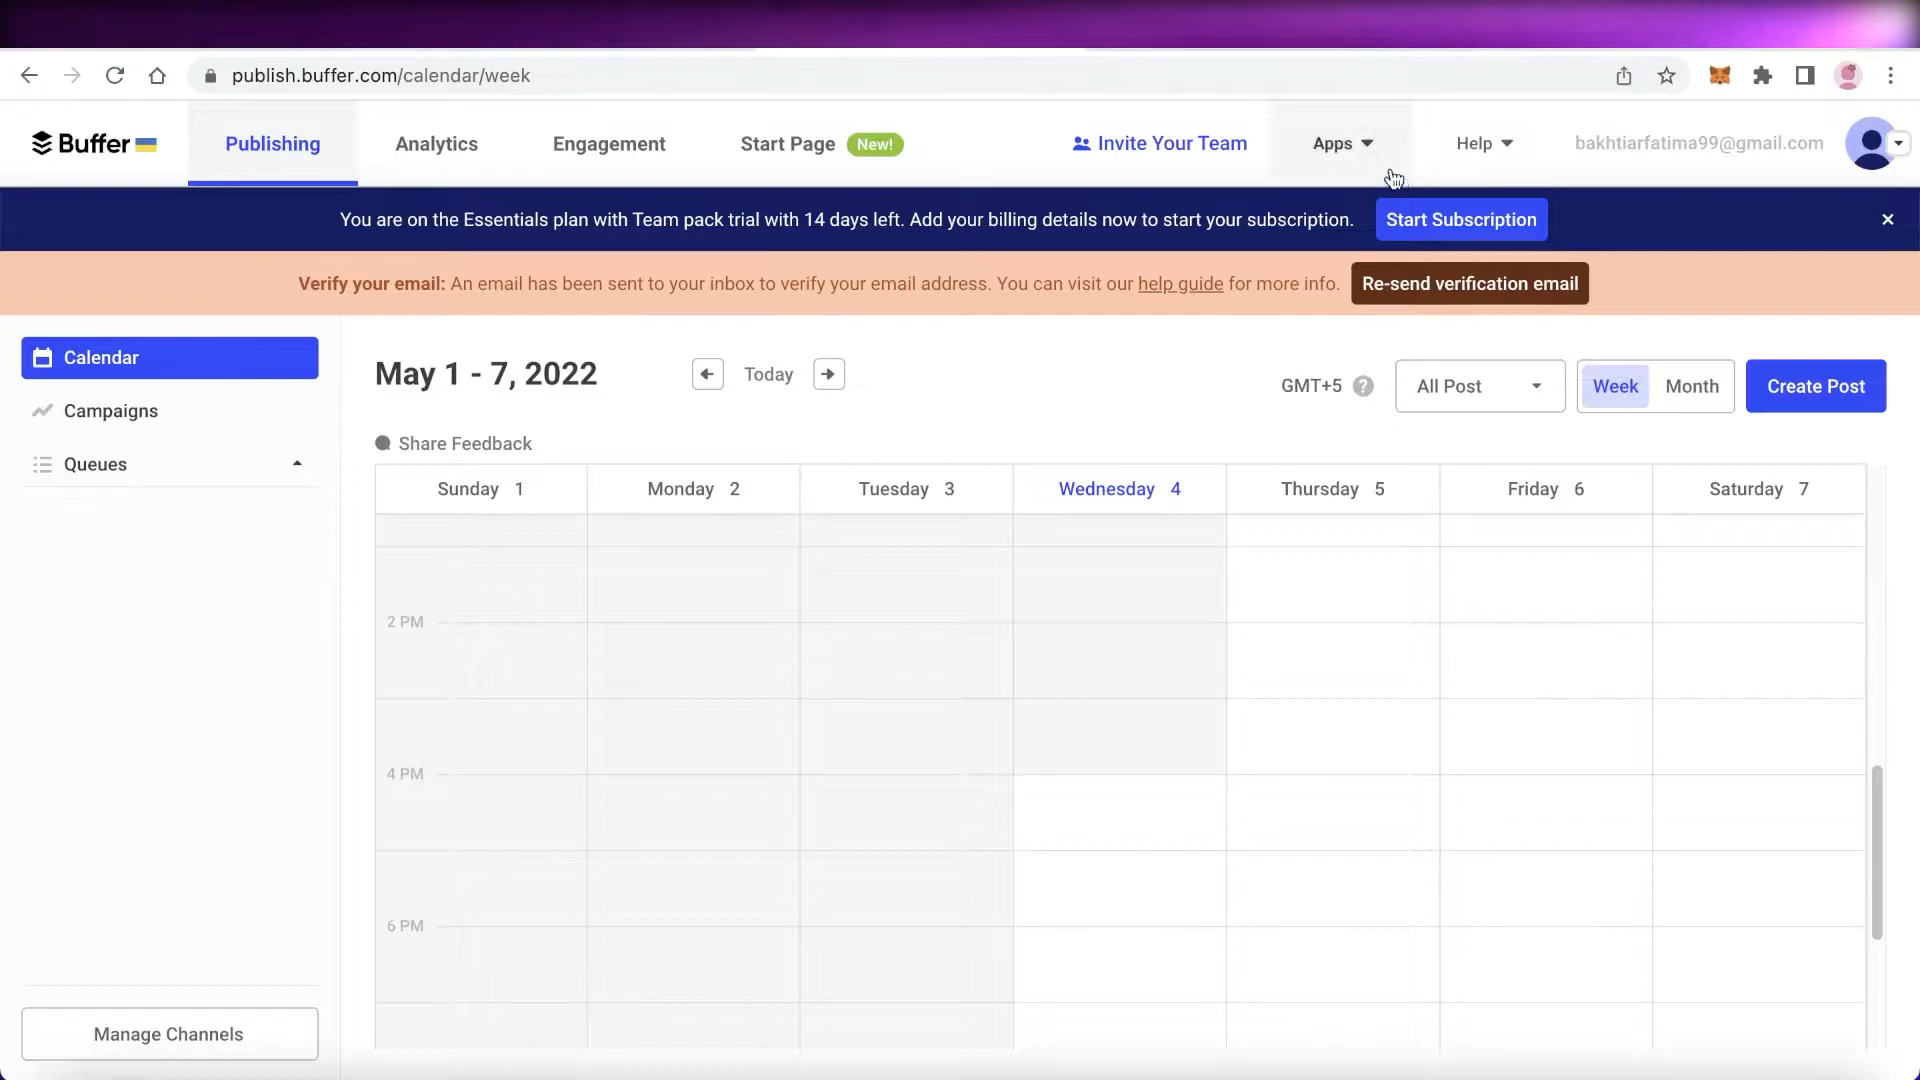 publish.buffer.com/calendar/week
Buffer
Publishing
Analytics
Engagement
Start Page New!
Invite Your Team
Apps
Help
bakhtiarfatima99@gmail.com
You are on the Essentials plan with Team pack trial with 14 days left. Add your billing details now to start your subscription. Start Subscription
Verify your email: An email has been sent to your inbox to verify your email address. You can visit our help guide for more info. Re-send verification email
Calendar
Campaigns
Queues
Manage Channels
May 1 - 7, 2022
Today
GMT+5 ?
All Post
Week Month
Create Post
Share Feedback
Sunday 1 Monday 2 Tuesday 3 Wednesday 4 Thursday 5 Friday 6 Saturday 7
2 PM
4 PM
6 PM